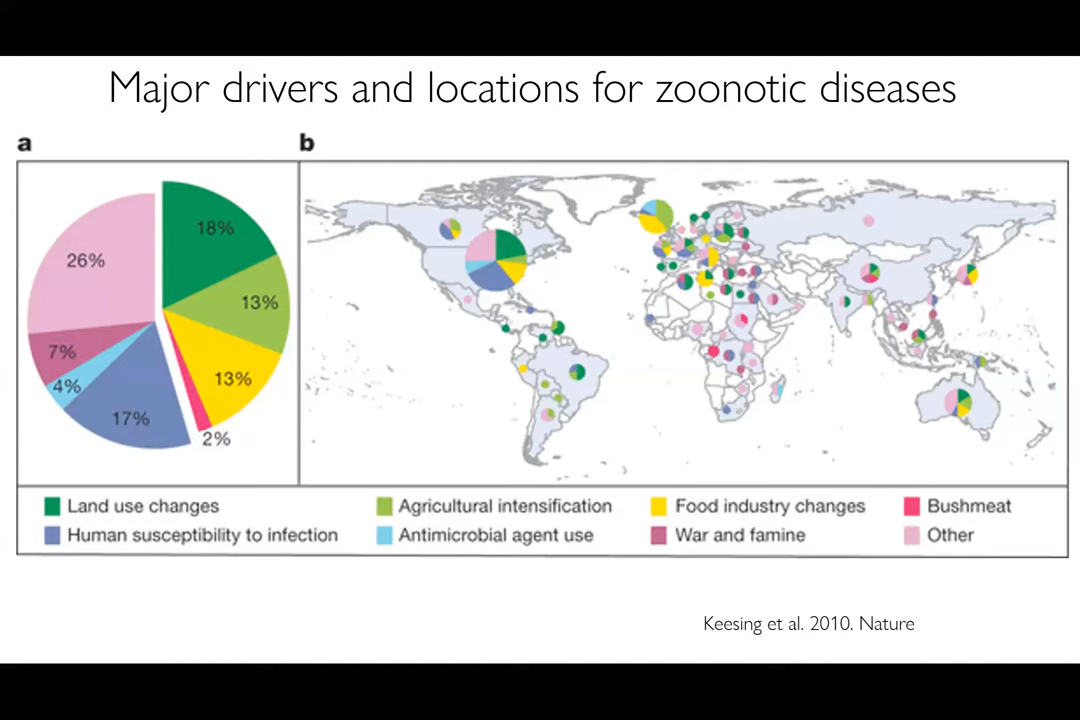 Major drivers and locations for zoonotic diseases
a
b
18%
26%
13%
7%
4%
13%
17%
2%
Land use changes
Agricultural intensification
Food industry changes
Bushmeat
Human susceptibility to infection
Antimicrobial agent use
War and famine
Other
Keesing et al. 2010. Nature